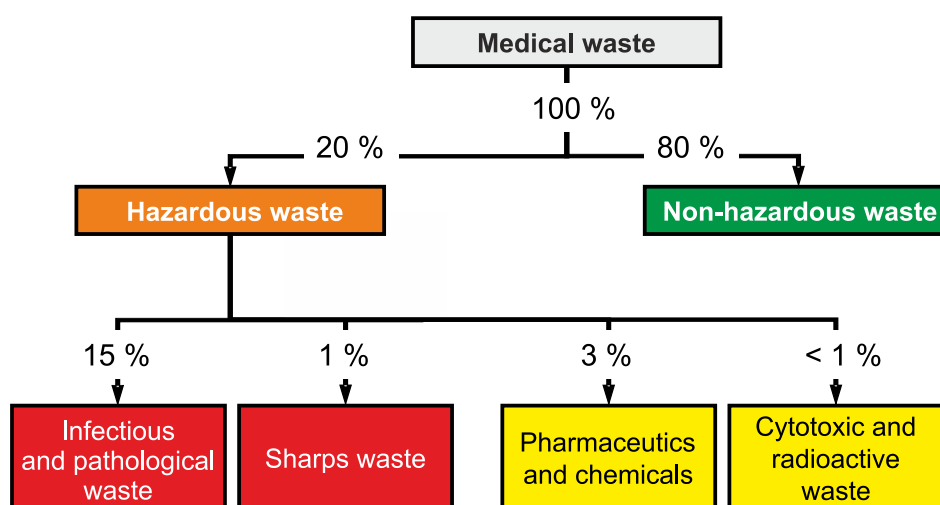 Medical waste
100 %
20 %
80 %
Hazardous waste
Non-hazardous waste
15 %
1 %
3 %
< 1 %
Infectious
and pathological
waste
Sharps waste
Pharmaceutics
and chemicals
Cytotoxic and
radioactive
waste